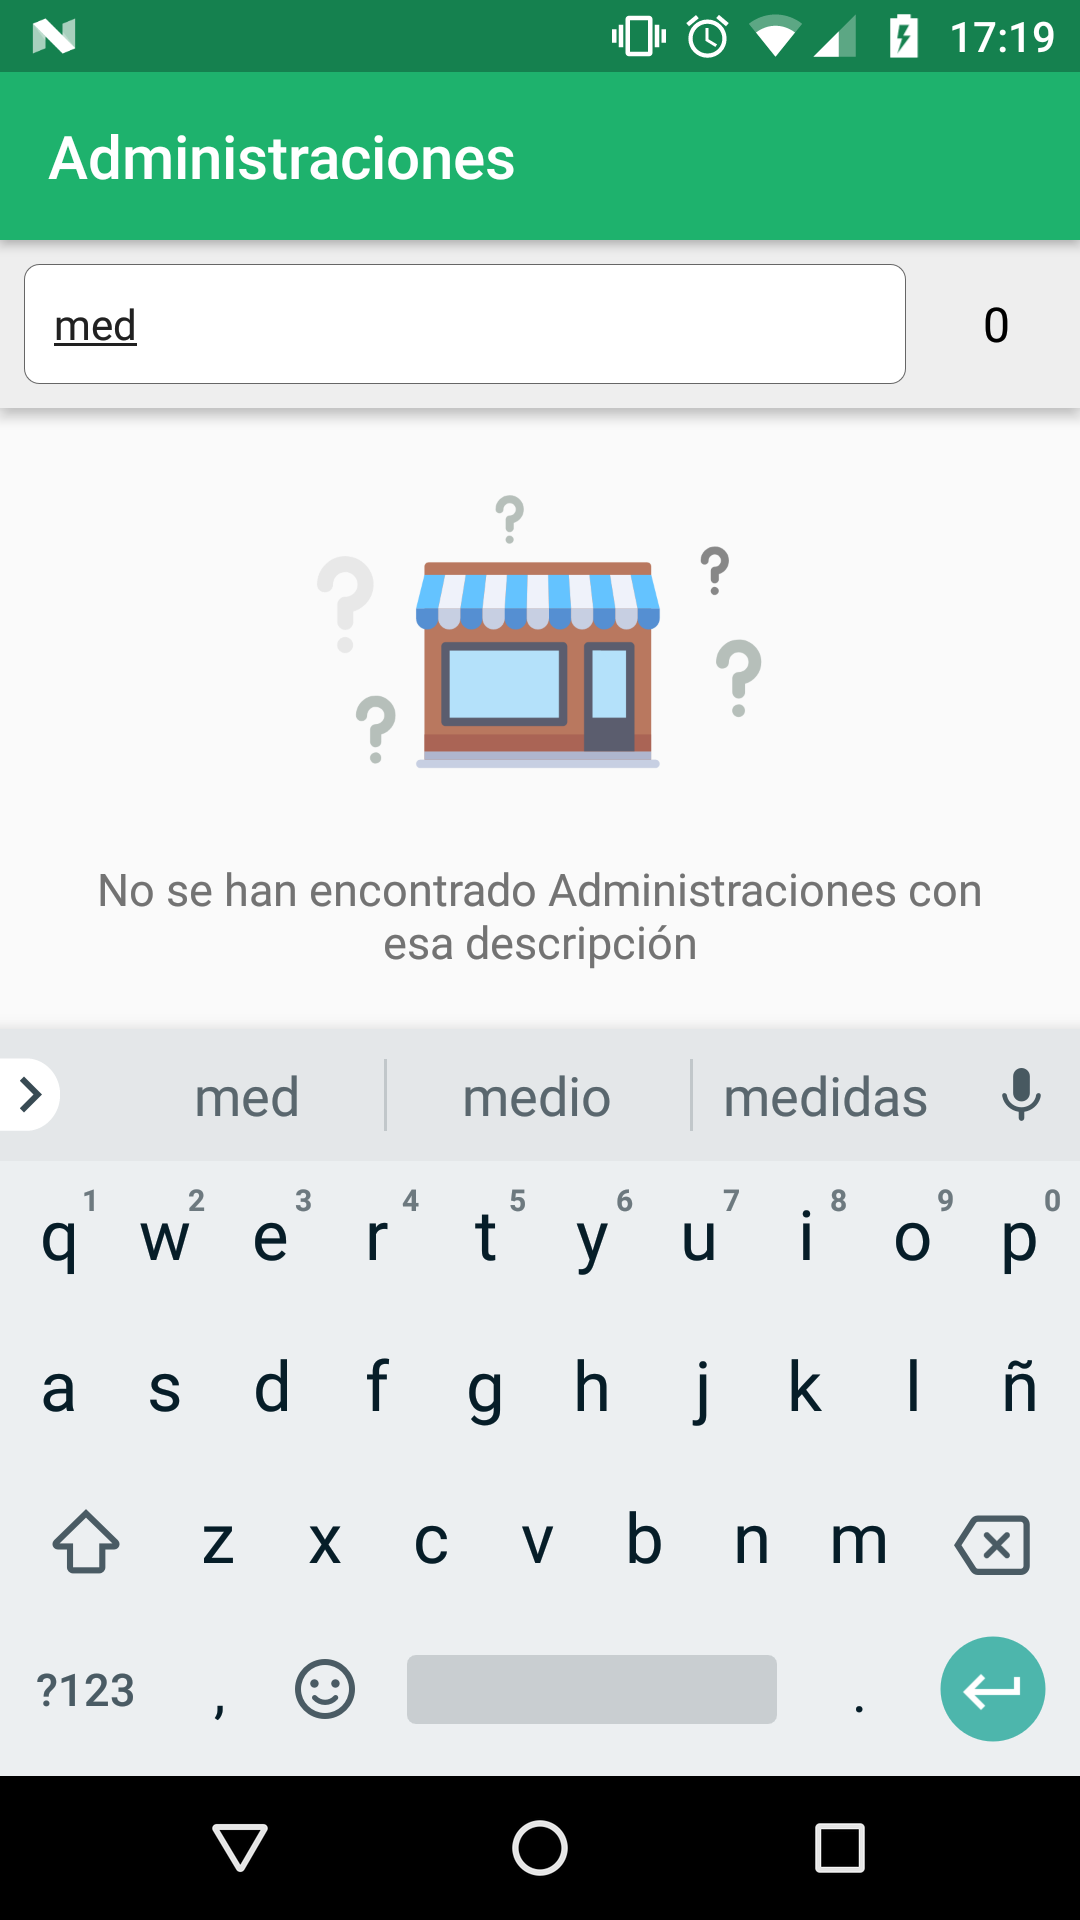 17:19
Administraciones
med
0
? ? ? ? ?
No se han encontrado Administraciones con
esa descripción
med medio medidas
1 2 3 4 5 6 7 8 9 0
q w e r t y u i o p
a s d f g h j k l ñ
z x c v b n m
?123 , .